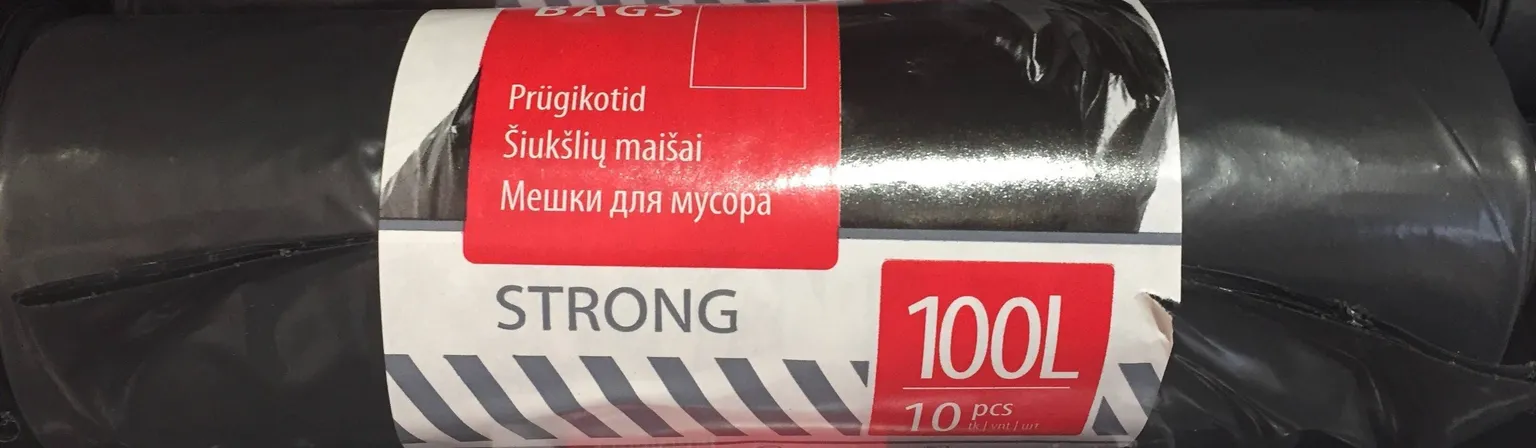 BAGS
Prügikotid
Šiukšlių maišai
Мешки для мусора
STRONG
100L
10 pcs
tk / vnt / шт